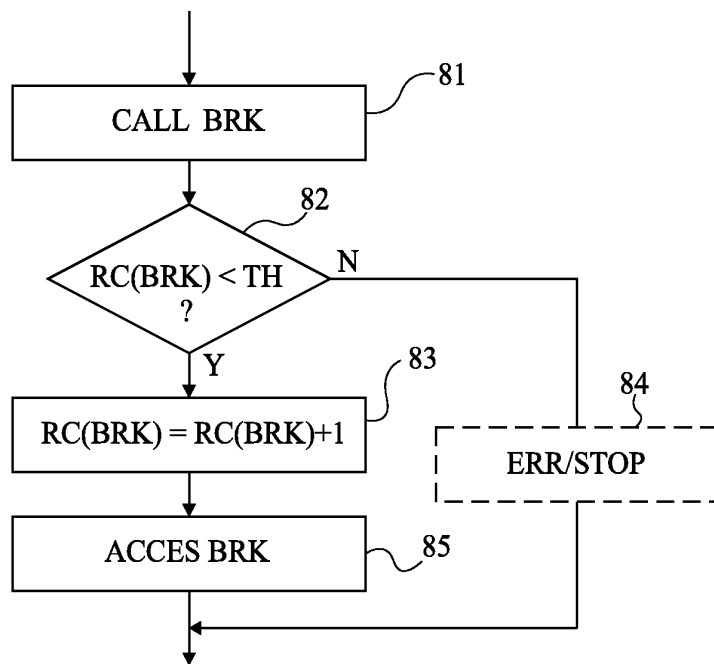 81
CALL BRK
82
RC(BRK) < TH
?
N
Y
83
RC(BRK) = RC(BRK)+1
84
ERR/STOP
ACCES BRK
85